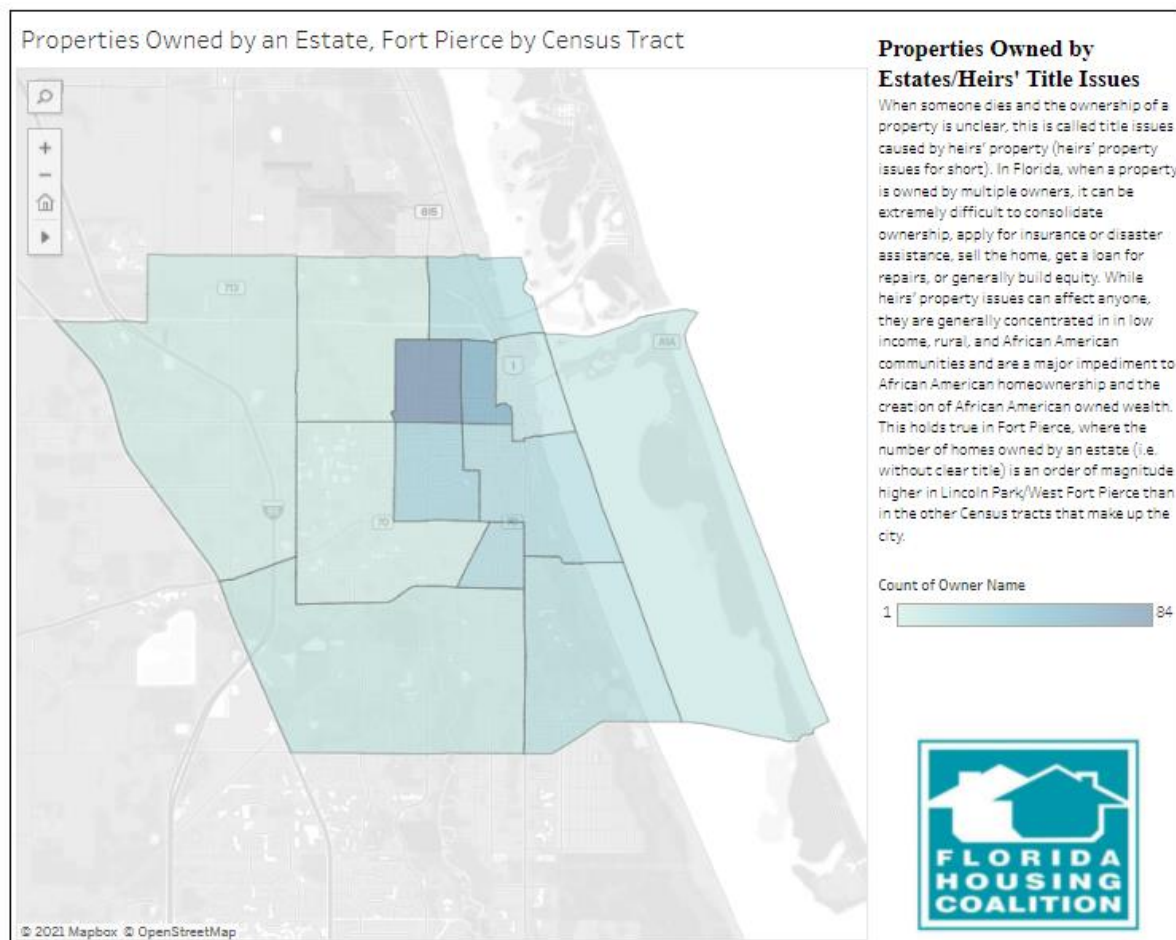 Properties Owned by an Estate, Fort Pierce by Census Tract
615
713
1
A1A
70
© 2021 Mapbox © OpenStreetMap
Properties Owned by
Estates/Heirs' Title Issues
When someone dies and the ownership of a
property is unclear, this is called title issues
caused by heirs' property (heirs' property
issues for short). In Florida, when a property
is owned by multiple owners, it can be
extremely difficult to consolidate
ownership, apply for insurance or disaster
assistance, sell the home, get a loan for
repairs, or generally build equity. While
heirs' property issues can affect anyone,
they are generally concentrated in in low
income, rural, and African American
communities and are a major impediment to
African American homeownership and the
creation of African American owned wealth.
This holds true in Fort Pierce, where the
number of homes owned by an estate (i.e.
without clear title) is an order of magnitude
higher in Lincoln Park/West Fort Pierce than
in the other Census tracts that make up the
city.
Count of Owner Name
1 84
FLORIDA
HOUSING
COALITION